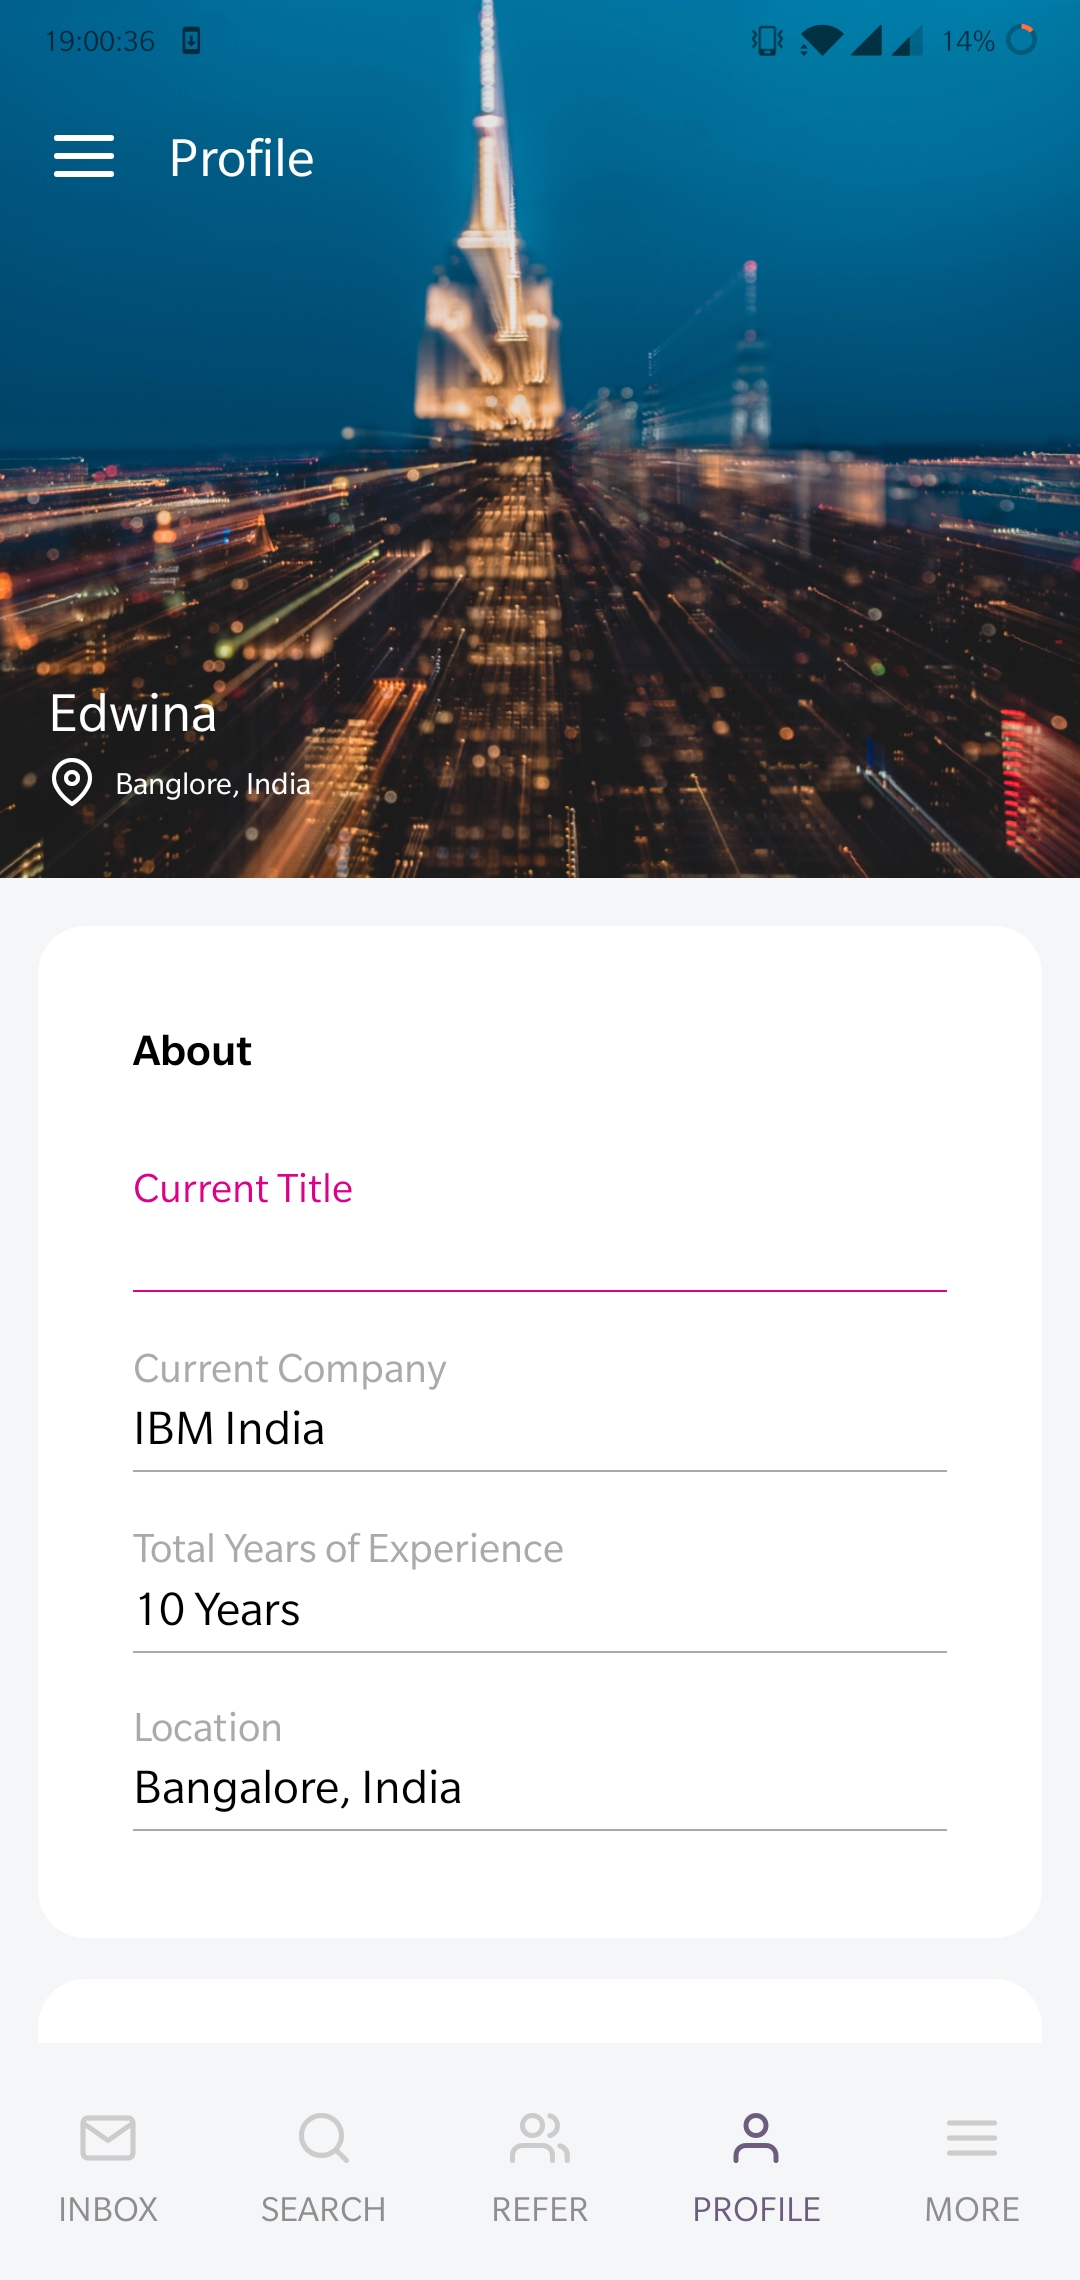 19:00:36 14%
Profile
Edwina
Banglore, India
About
Current Title
Current Company
IBM India
Total Years of Experience
10 Years
Location
Bangalore, India
INBOX SEARCH REFER PROFILE MORE